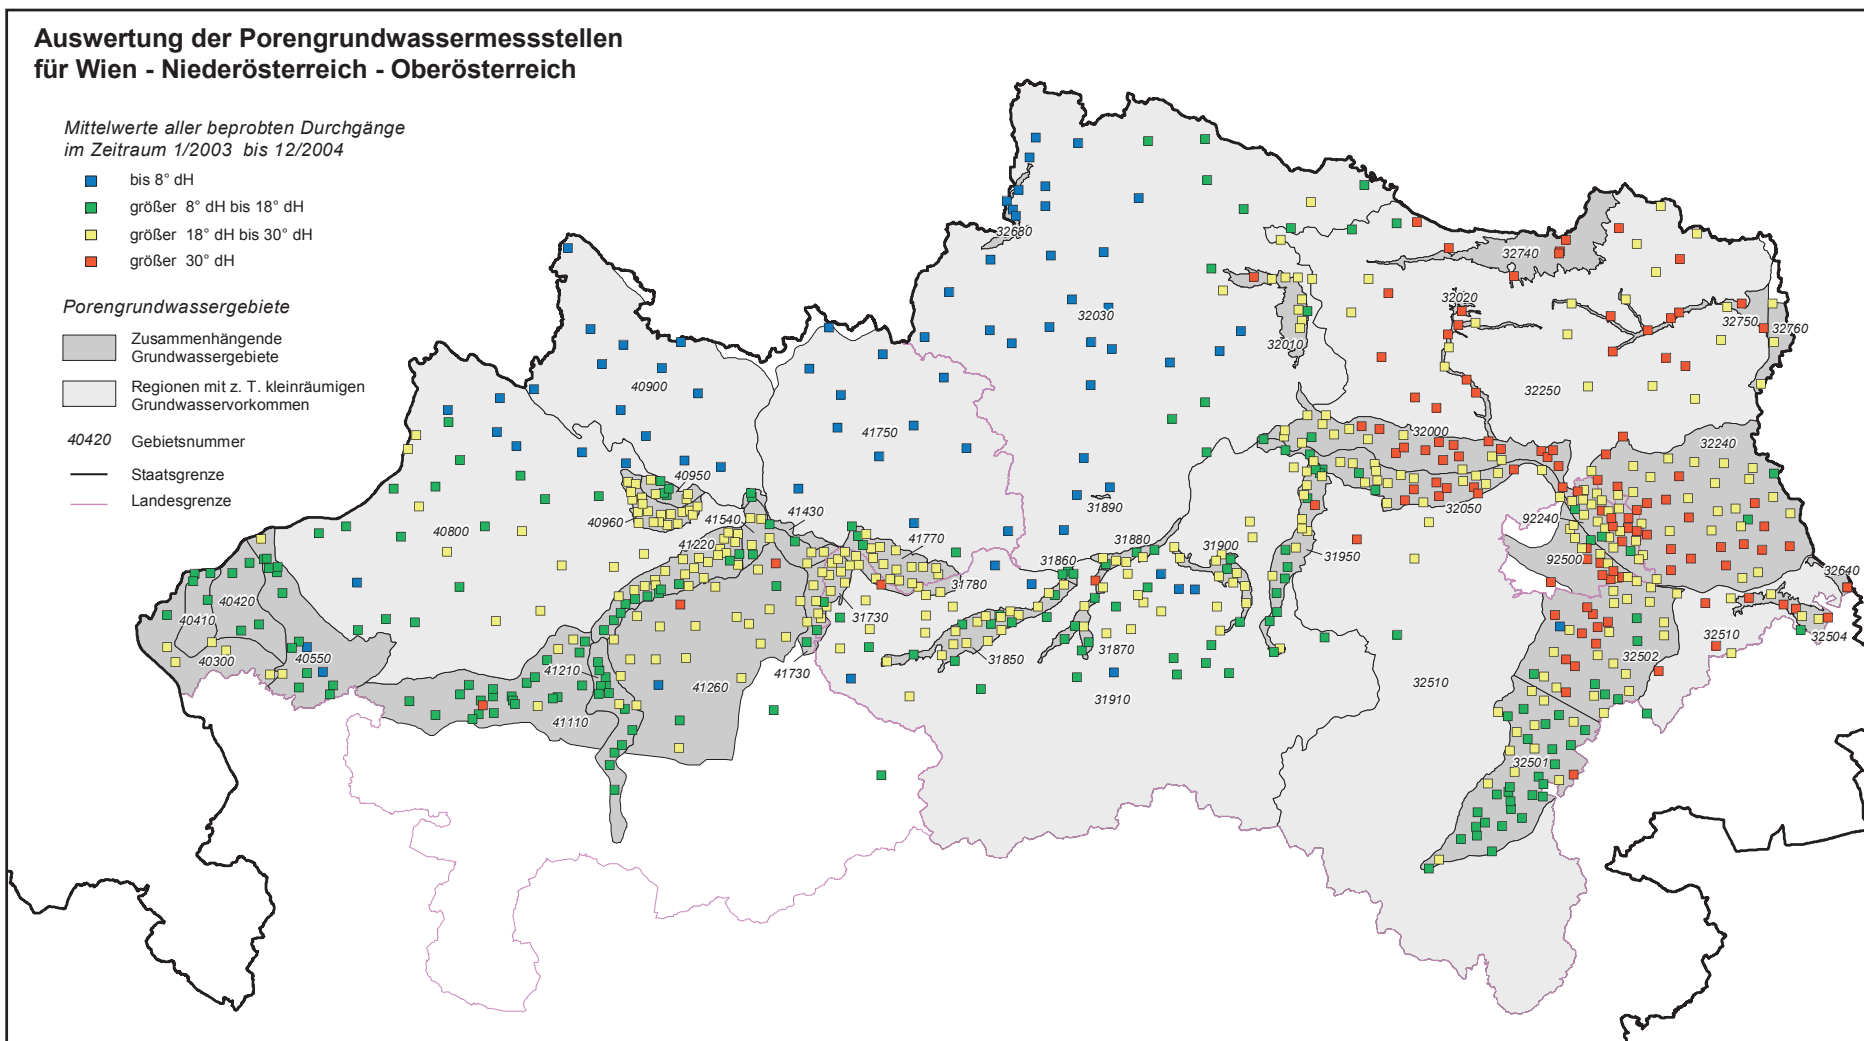 Auswertung der Porengrundwassermessstellen
für Wien - Niederösterreich - Oberösterreich
Mittelwerte aller beprobten Durchgänge
im Zeitraum 1/2003 bis 12/2004
bis 8° dH
größer 8° dH bis 18° dH
größer 18° dH bis 30° dH
größer 30° dH
Porengrundwassergebiete
Zusammenhängende
Grundwassergebiete
Regionen mit z. T. kleinräumigen
Grundwasservorkommen
40420 Gebietsnummer
Staatsgrenze
Landesgrenze
32680
32740
32020
32030
32750
32760
32010
40900
32250
41750
32000
32240
40950
32050
31890
40960
41540
41430
92240
40800
41220
41770
31880
31900
31950
92500
31860
31780
32640
40420
40410
31730
32510
32504
40300
40550
41210
41730
31850
31870
32502
41260
31910
32510
41110
32501